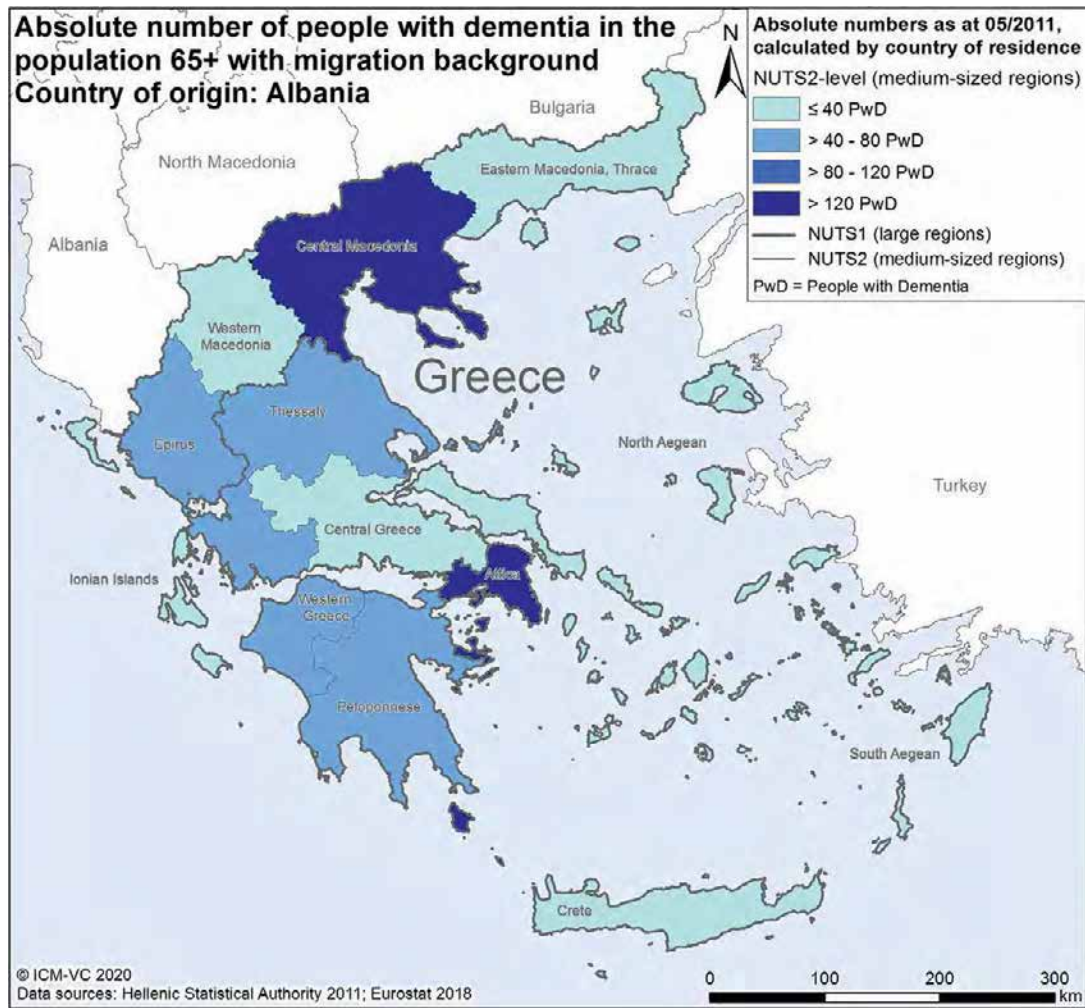 Absolute number of people with dementia in the
population 65+ with migration background
Country of origin: Albania
N
Absolute numbers as at 05/2011,
calculated by country of residence
NUTS2-level (medium-sized regions)
≤ 40 PwD
> 40 - 80 PwD
> 80 - 120 PwD
> 120 PwD
NUTS1 (large regions)
NUTS2 (medium-sized regions)
PwD = People with Dementia
Bulgaria
North Macedonia
Eastern Macedonia, Thrace
Albania
Central Macedonia
Western
Macedonia
Greece
Thessaly
Epirus
North Aegean
Turkey
Central Greece
Ionian Islands
Attica
Western
Greece
Peloponnese
South Aegean
Crete
© ICM-VC 2020
Data sources: Hellenic Statistical Authority 2011; Eurostat 2018
0 100 200 300
km